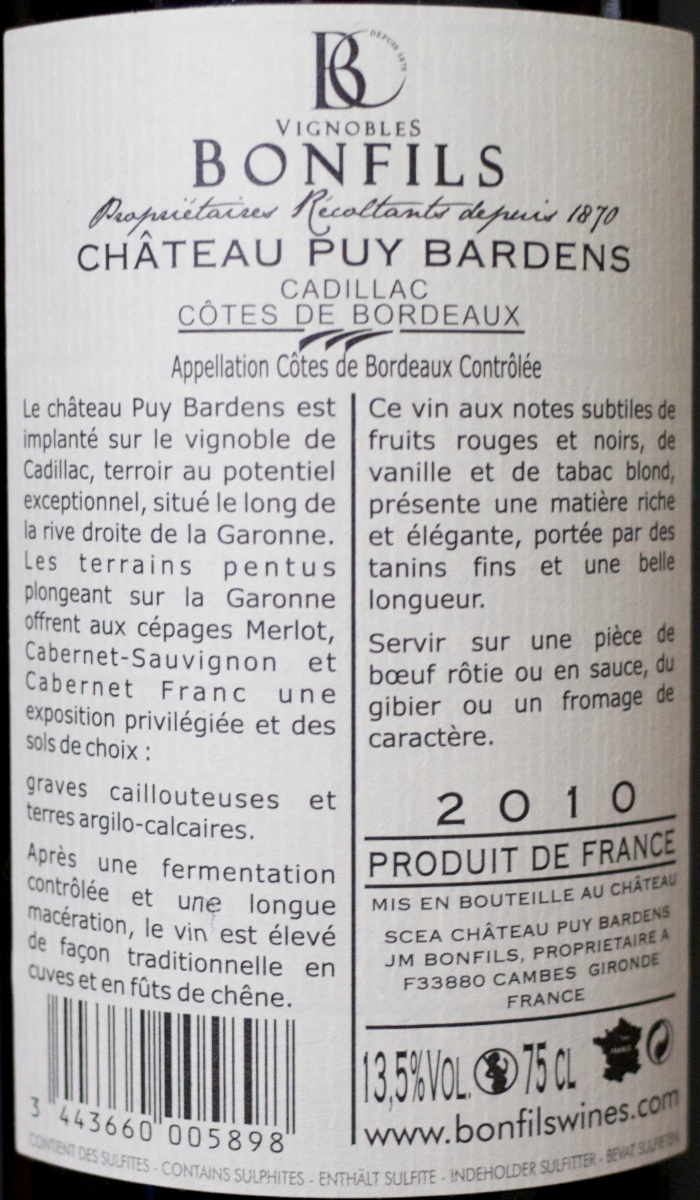 BC DEPUIS 1870
VIGNOBLES
BONFILS
Propriétaires Récoltants depuis 1870
CHÂTEAU PUY BARDENS
CADILLAC
CÔTES DE BORDEAUX
Appellation Côtes de Bordeaux Contrôlée
Le château Puy Bardens est
implanté sur le vignoble de
Cadillac, terroir au potentiel
exceptionnel, situé le long de
la rive droite de la Garonne.
Les terrains pentus
plongeant sur la Garonne
offrent aux cépages Merlot,
Cabernet-Sauvignon et
Cabernet Franc une
exposition privilégiée et des
sols de choix :
graves caillouteuses et
terres argilo-calcaires.
Après une fermentation
contrôlée et une longue
macération, le vin est élevé
de façon traditionnelle en
cuves et en fûts de chêne.
3 443660 005898
Ce vin aux notes subtiles de
fruits rouges et noirs, de
vanille et de tabac blond,
présente une matière riche
et élégante, portée par des
tanins fins et une belle
longueur.
Servir sur une pièce de
bœuf rôtie ou en sauce, du
gibier ou un fromage de
caractère.
2010
PRODUIT DE FRANCE
MIS EN BOUTEILLE AU CHÂTEAU
SCEA CHÂTEAU PUY BARDENS
JM BONFILS, PROPRIETAIRE A
F33880 CAMBES GIRONDE
FRANCE
13,5%VOL. 75 CL
www.bonfilswines.com
CONTIENT DES SULFITES - CONTAINS SULPHITES - ENTHÄLT SULFITE - INDEHOLDER SULFITTER - BEVAT SULFIETEN